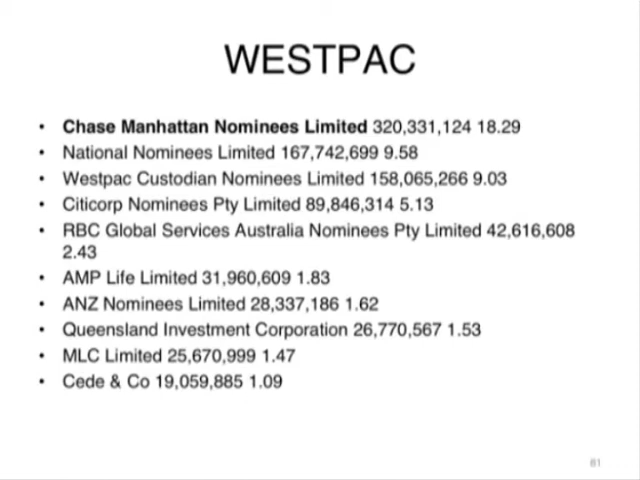 WESTPAC
• Chase Manhattan Nominees Limited 320,331,124 18.29
• National Nominees Limited 167,742,699 9.58
• Westpac Custodian Nominees Limited 158,065,266 9.03
• Citicorp Nominees Pty Limited 89,846,314 5.13
• RBC Global Services Australia Nominees Pty Limited 42,616,608
2.43
• AMP Life Limited 31,960,609 1.83
• ANZ Nominees Limited 28,337,186 1.62
• Queensland Investment Corporation 26,770,567 1.53
• MLC Limited 25,670,999 1.47
• Cede & Co 19,059,885 1.09
81